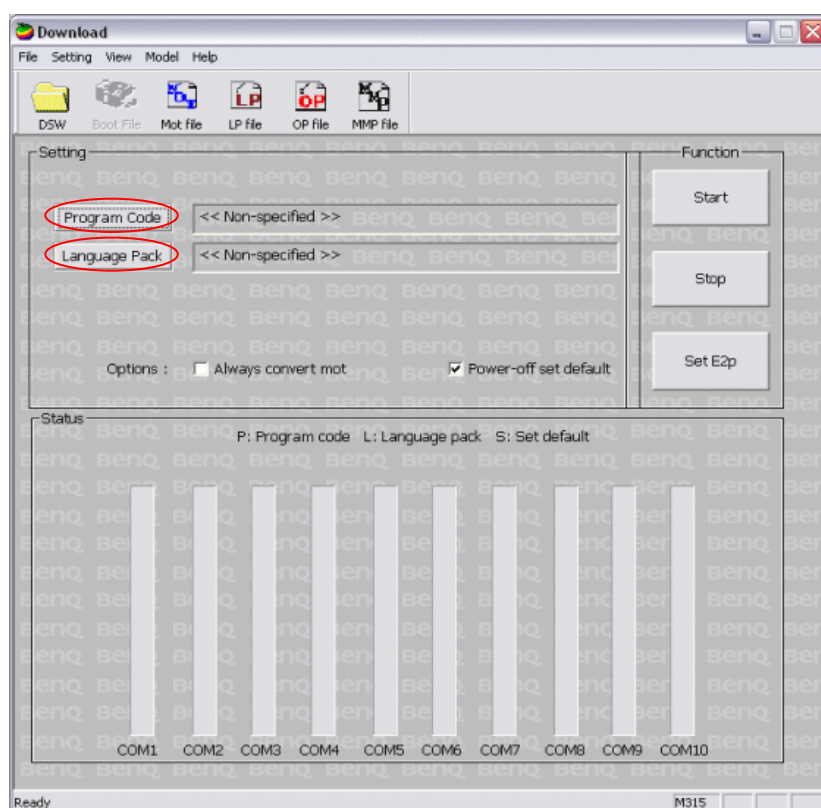 Download
File Setting View Model Help
DSW Boot File Mot file LP file OP file MMP file
Setting
Function
Program Code << Non-specified >>
Start
Language Pack << Non-specified >>
Stop
Options : Always convert mot Power-off set default
Set E2p
Status
P: Program code L: Language pack S: Set default
COM1 COM2 COM3 COM4 COM5 COM6 COM7 COM8 COM9 COM10
Ready M315